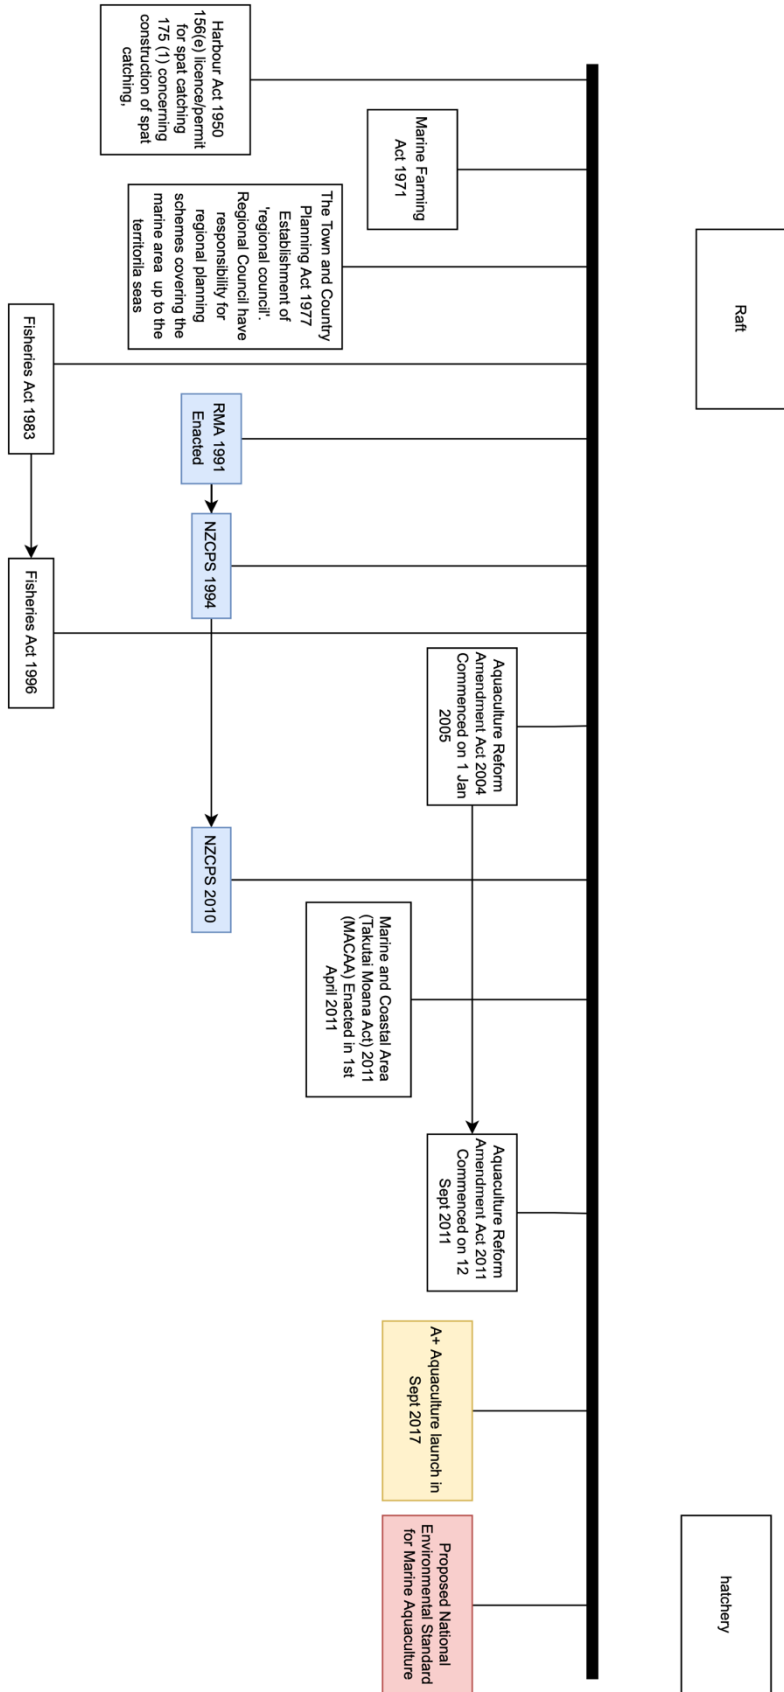 Raft
hatchery
Harbour Act 1950
156(e) licence/permit
for spat catching
175 (1) concerning
construction of spat
catching,
Marine Farming
Act 1971
The Town and Country
Planning Act 1977
Establishment of
'regional council'.
Regional Council have
responsibility for
regional planning
schemes covering the
marine area up to the
territorila seas
Fisheries Act 1983
RMA 1991
Enacted
NZCPS 1994
Fisheries Act 1996
Aquaculture Reform
Amendment Act 2004
Commenced on 1 Jan
2005
NZCPS 2010
Marine and Coastal Area
(Takutai Moana Act) 2011
(MACAA) Enacted in 1st
April 2011
Aquaculture Reform
Amendment Act 2011
Commenced on 12
Sept 2011
A+ Aquaculture launch in
Sept 2017
Proposed National
Environmental Standard
for Marine Aquaculture